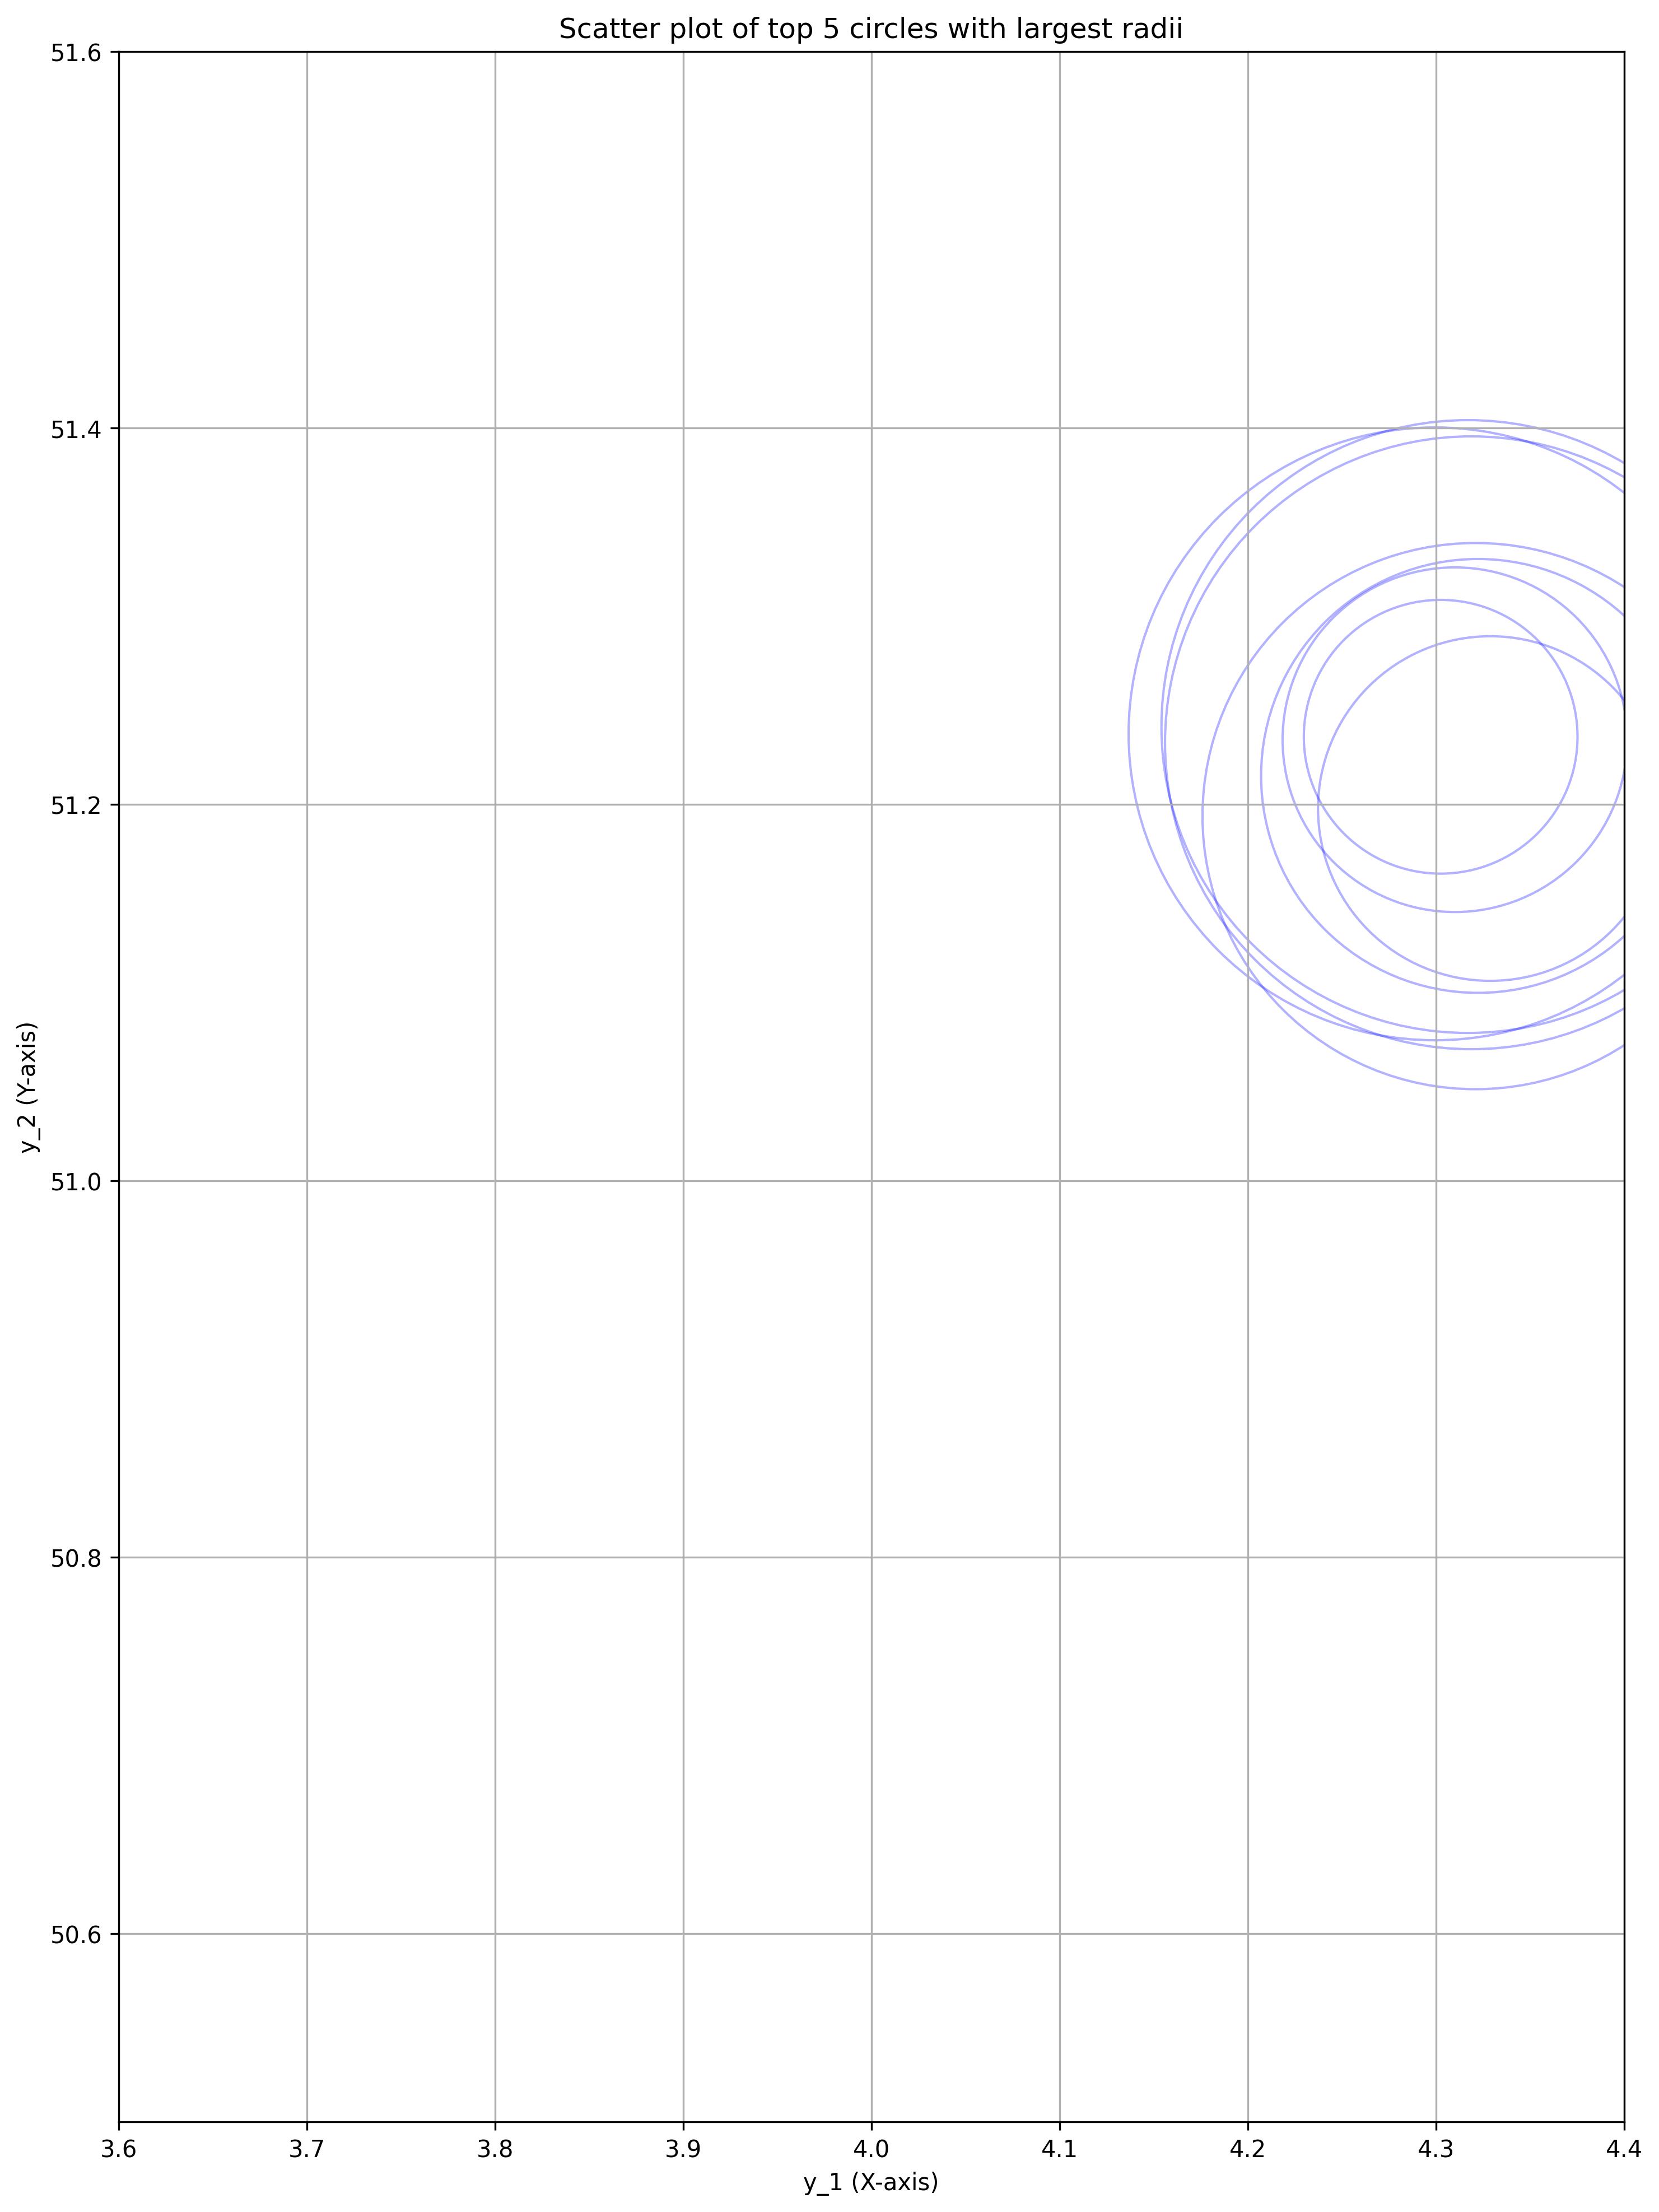 Scatter plot of top 5 circles with largest radii
51.6
51.4
51.2
51.0
50.8
50.6
y_2 (Y-axis)
3.6 3.7 3.8 3.9 4.0 4.1 4.2 4.3 4.4
y_1 (X-axis)